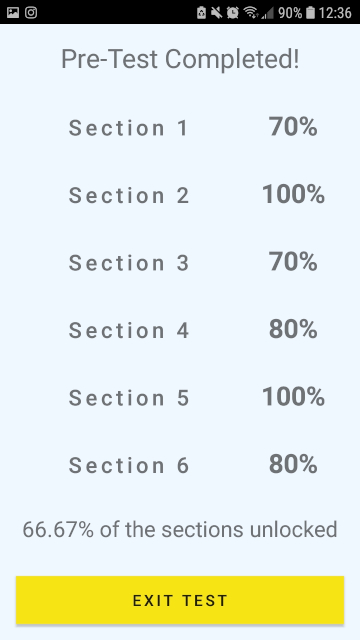 90% 12:36
Pre-Test Completed!
Section 1 70%
Section 2 100%
Section 3 70%
Section 4 80%
Section 5 100%
Section 6 80%
66.67% of the sections unlocked
EXIT TEST